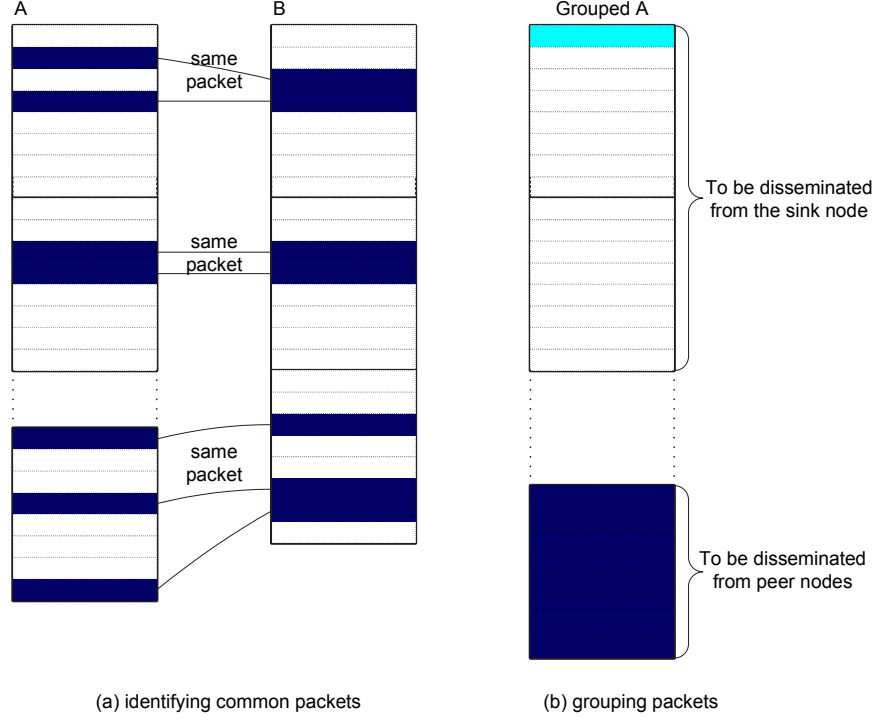 A
B
Grouped A
same
packet
same
packet
same
packet
To be disseminated
from the sink node
To be disseminated
from peer nodes
(a) identifying common packets
(b) grouping packets